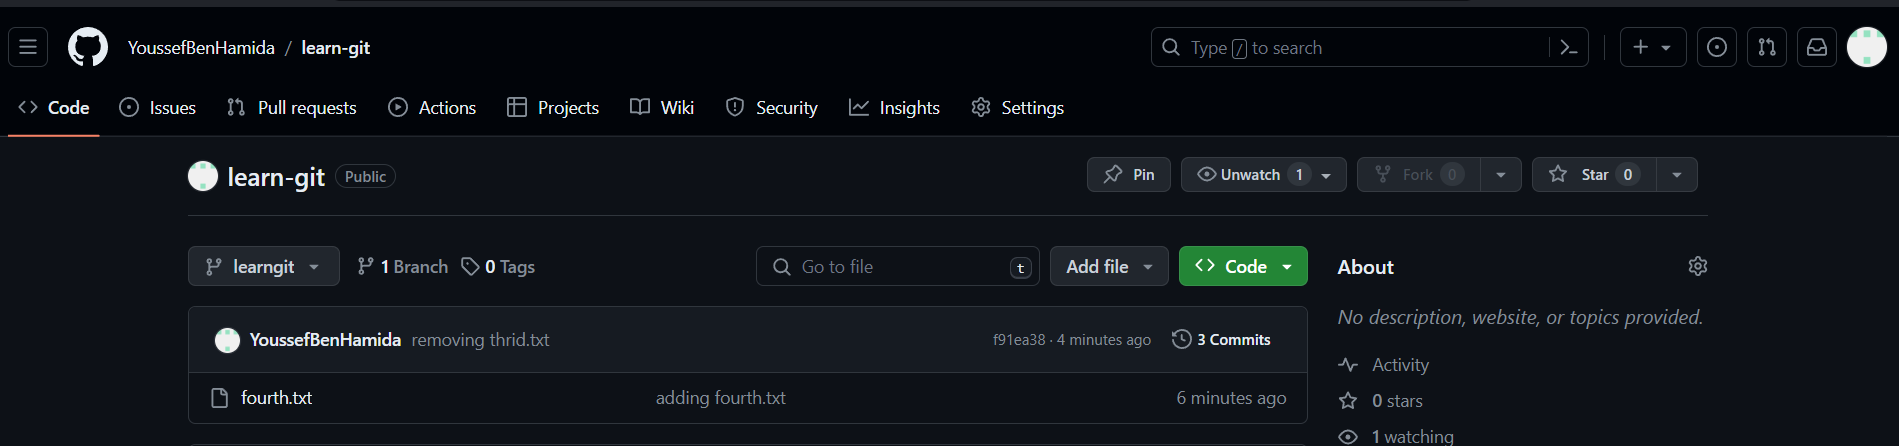 YoussefBenHamida / learn-git
Type / to search
Code Issues Pull requests Actions Projects Wiki Security Insights Settings
learn-git Public
Pin Unwatch 1 Fork 0 Star 0
learngit 1 Branch 0 Tags Go to file t Add file Code
YoussefBenHamida removing thrid.txt f91ea38 · 4 minutes ago 3 Commits
fourth.txt adding fourth.txt 6 minutes ago
About
No description, website, or topics provided.
Activity
0 stars
1 watching